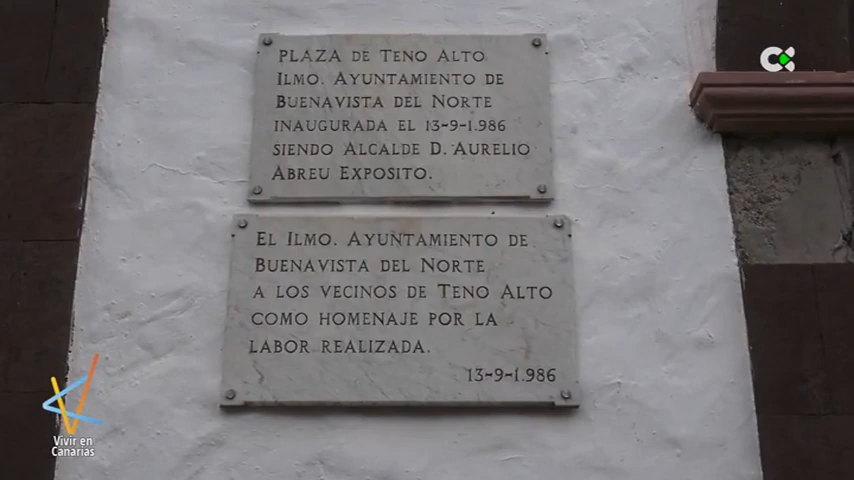 PLAZA DE TENO ALTO
ILMO. AYUNTAMIENTO DE
BUENAVISTA DEL NORTE
INAUGURADA EL 13-9-1.986
SIENDO ALCALDE D. AURELIO
ABREU EXPOSITO.
EL ILMO. AYUNTAMIENTO DE
BUENAVISTA DEL NORTE
A LOS VECINOS DE TENO ALTO
COMO HOMENAJE POR LA
LABOR REALIZADA.
13-9-1.986
Vivir en
Canarias